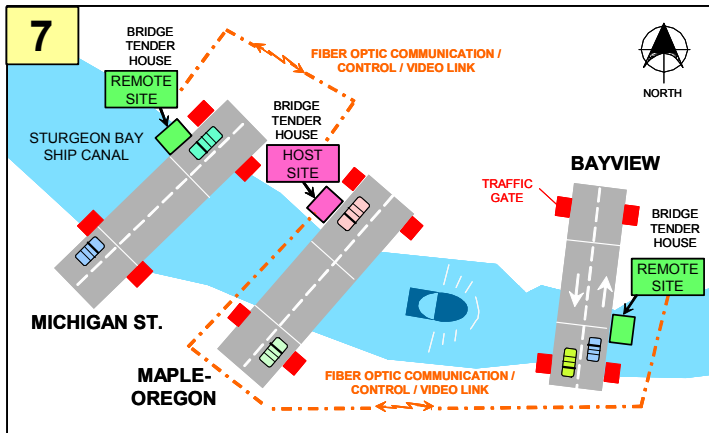 7
BRIDGE
TENDER
HOUSE
REMOTE
SITE
FIBER OPTIC COMMUNICATION /
CONTROL / VIDEO LINK
NORTH
STURGEON BAY
SHIP CANAL
BRIDGE
TENDER
HOUSE
HOST
SITE
BAYVIEW
TRAFFIC
GATE
BRIDGE
TENDER
HOUSE
REMOTE
SITE
MICHIGAN ST.
MAPLE-
OREGON
FIBER OPTIC COMMUNICATION /
CONTROL / VIDEO LINK